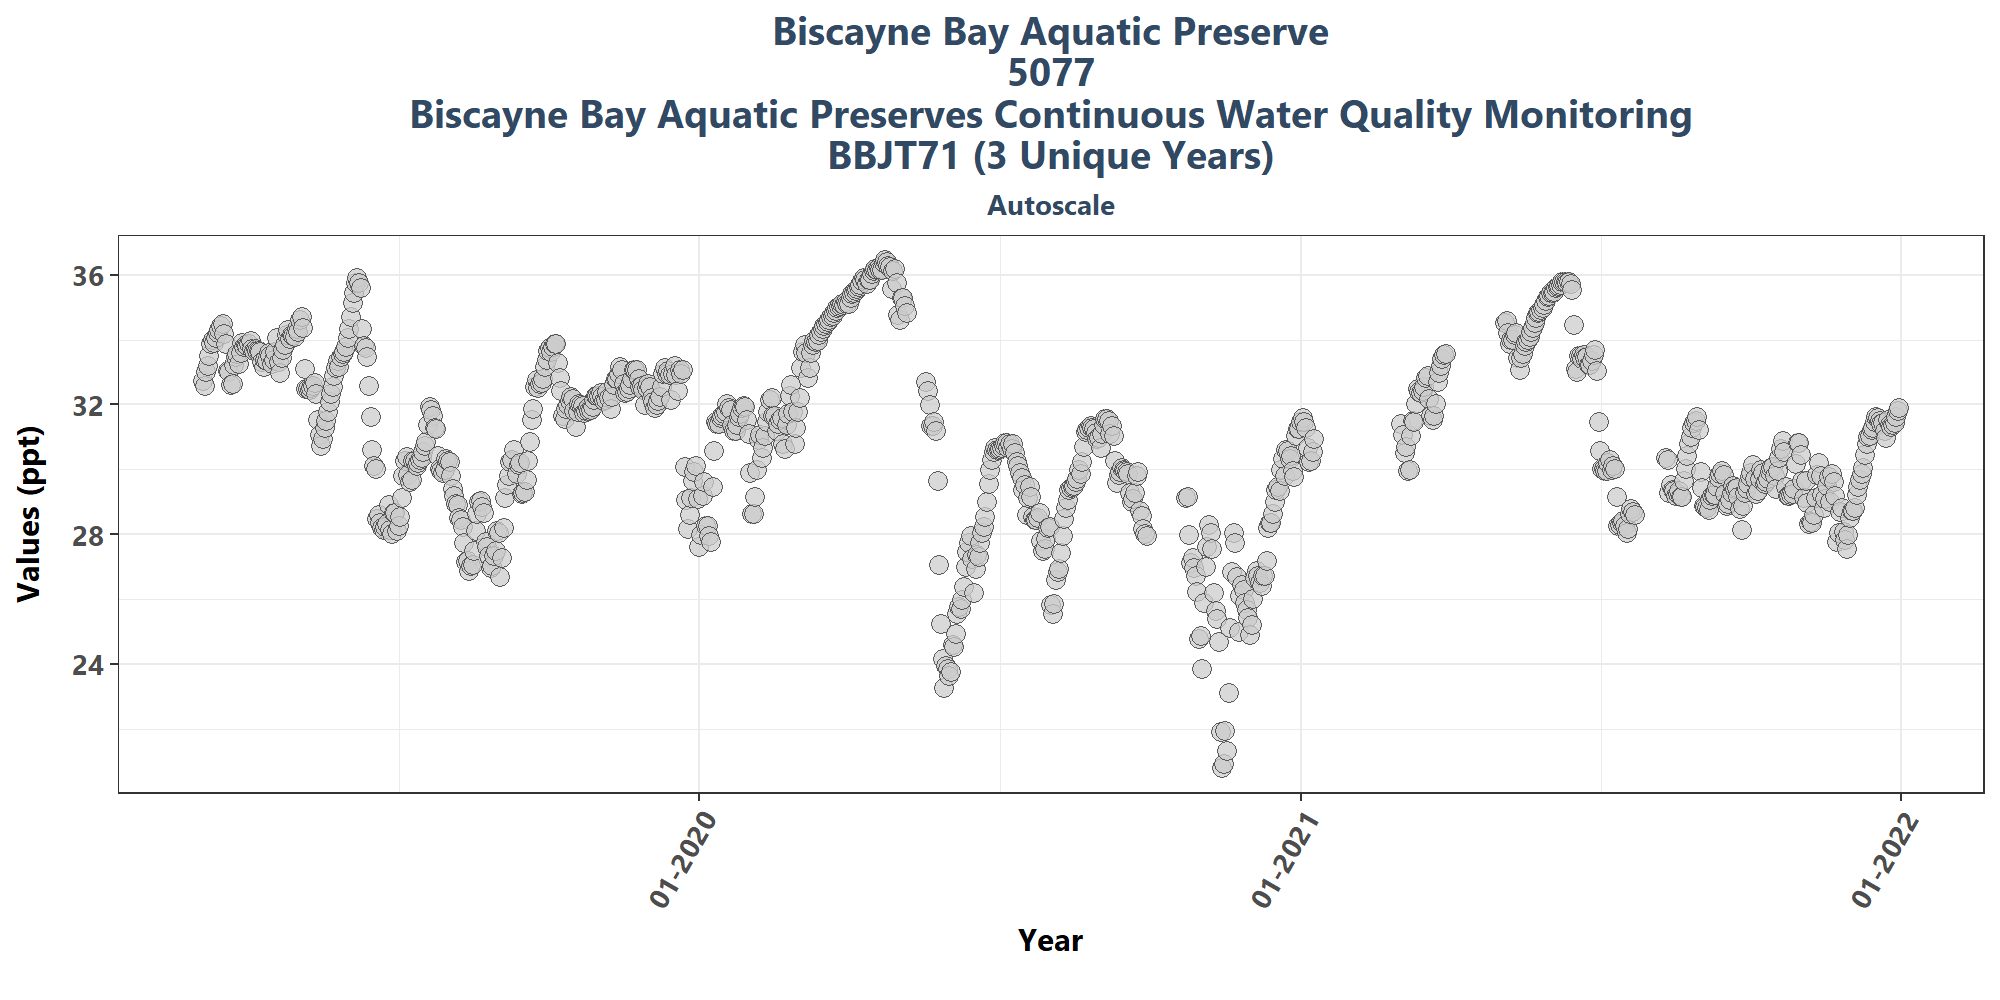 Biscayne Bay Aquatic Preserve
5077
Biscayne Bay Aquatic Preserves Continuous Water Quality Monitoring
BBJT71 (3 Unique Years)
Autoscale
36
32
28
24
Values (ppt)
01-2020
01-2021
01-2022
Year